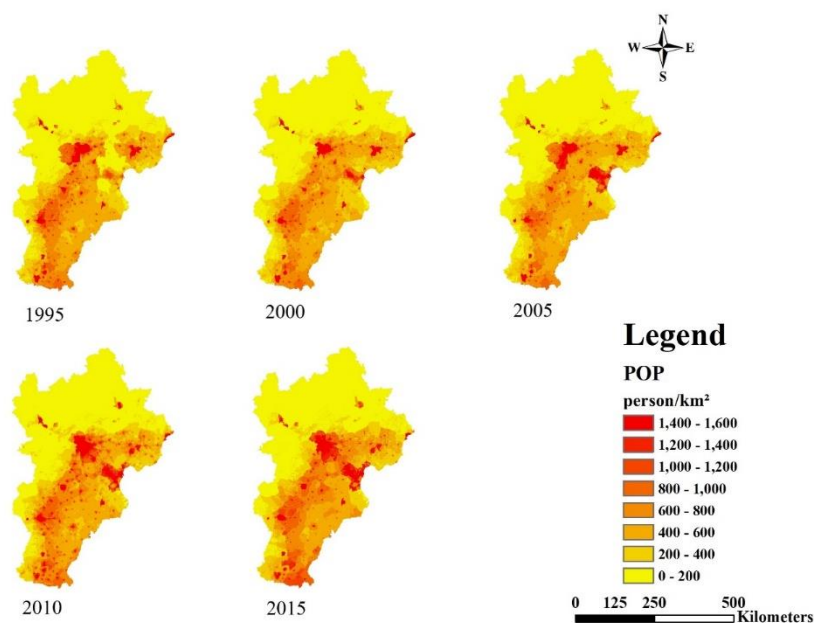 N
W E
S
1995
2000
2005
Legend
POP
person/km²
1,400 - 1,600
1,200 - 1,400
1,000 - 1,200
800 - 1,000
600 - 800
400 - 600
200 - 400
0 - 200
2010
2015
0 125 250 500
Kilometers